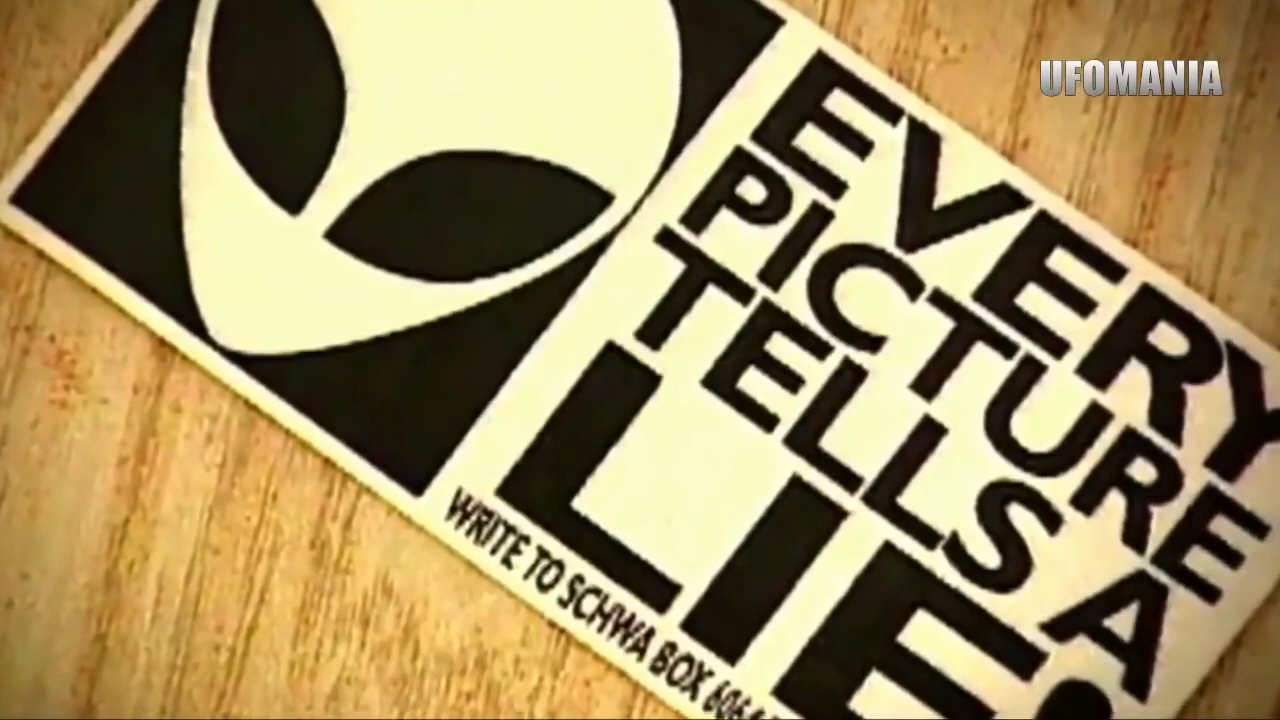 UFOMANIA
EVERY
PICTURE
TELLS A
LIE
WRITE TO SCHWA BOX